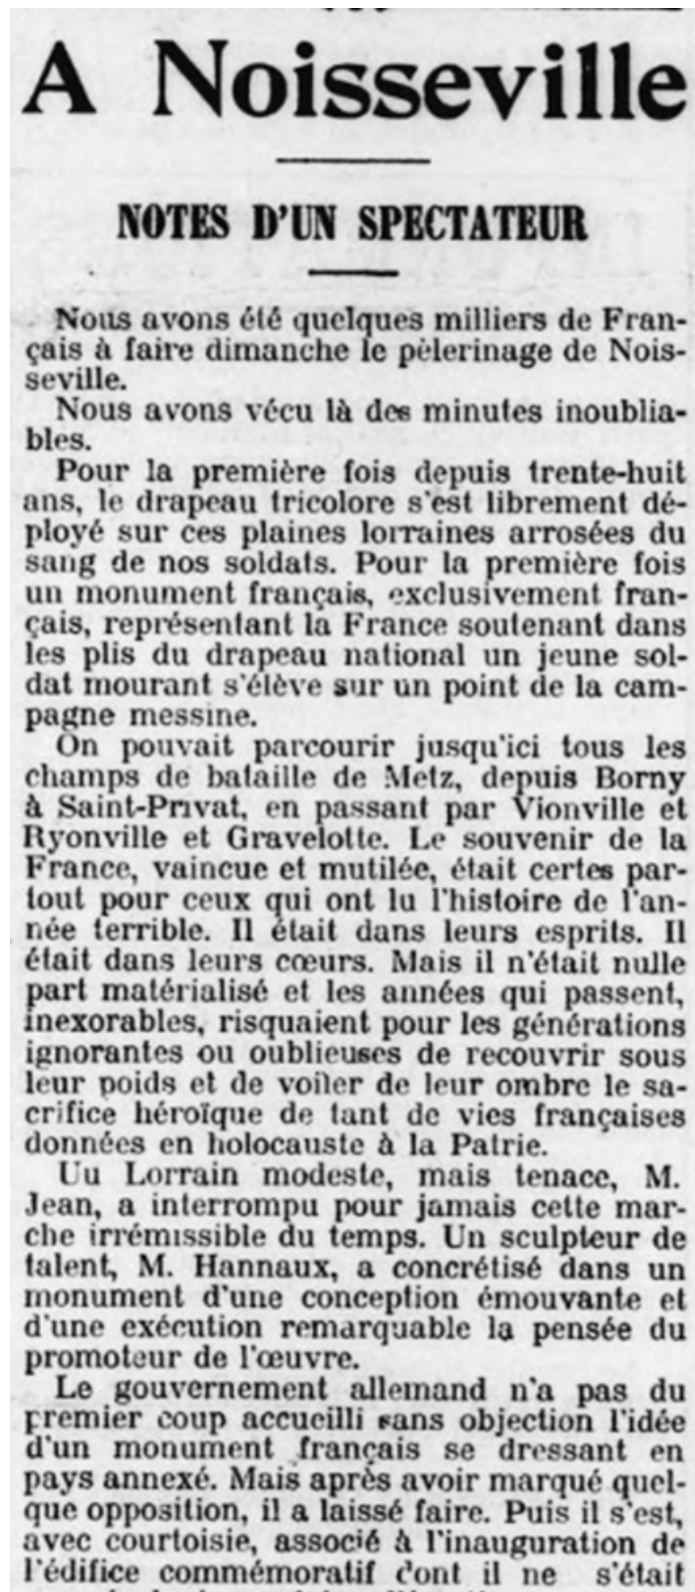 A Noisseville
NOTES D'UN SPECTATEUR
Nous avons été quelques milliers de Fran-
çais à faire dimanche le pèlerinage de Nois-
seville.
Nous avons vécu là des minutes inoublia-
bles.
Pour la première fois depuis trente-huit
ans, le drapeau tricolore s'est librement dé-
ployé sur ces plaines lorraines arrosées du
sang de nos soldats. Pour la première fois
un monument français, exclusivement fran-
çais, représentant la France soutenant dans
les plis du drapeau national un jeune sol-
dat mourant s'élève sur un point de la cam-
pagne messine.
On pouvait parcourir jusqu'ici tous les
champs de bataille de Metz, depuis Borny
à Saint-Privat, en passant par Vionville et
Ryonville et Gravelotte. Le souvenir de la
France, vaincue et mutilée, était certes par-
tout pour ceux qui ont lu l'histoire de l'an-
née terrible. Il était dans leurs esprits. Il
était dans leurs cœurs. Mais il n'était nulle
part matérialisé et les années qui passent,
inexorables, risquaient pour les générations
ignorantes ou oublieuses de recouvrir sous
leur poids et de voiler de leur ombre le sa-
crifice héroïque de tant de vies françaises
données en holocauste à la Patrie.
Uu Lorrain modeste, mais tenace, M.
Jean, a interrompu pour jamais cette mar-
che irrémissible du temps. Un sculpteur de
talent, M. Hannaux, a concrétisé dans un
monument d'une conception émouvante et
d'une exécution remarquable la pensée du
promoteur de l'œuvre.
Le gouvernement allemand n'a pas du
premier coup accueilli sans objection l'idée
d'un monument français se dressant en
pays annexé. Mais après avoir marqué quel-
que opposition, il a laissé faire. Puis il s'est,
avec courtoisie, associé à l'inauguration de
l'édifice commémoratif dont il ne s'était